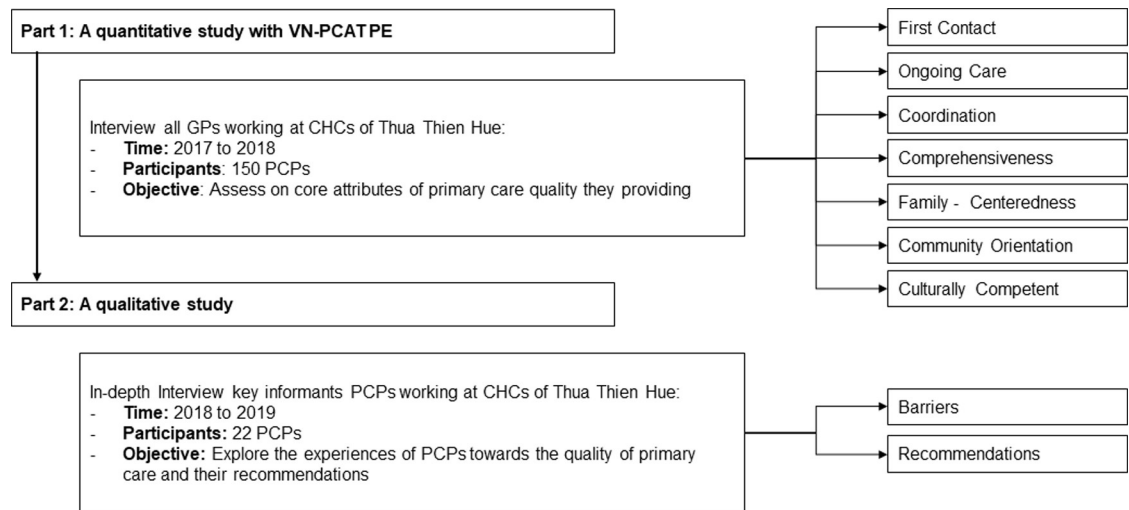 Part 1: A quantitative study with VN-PCATPE
Interview all GPs working at CHCs of Thua Thien Hue:
- Time: 2017 to 2018
- Participants: 150 PCPs
- Objective: Assess on core attributes of primary care quality they providing
First Contact
Ongoing Care
Coordination
Comprehensiveness
Family - Centeredness
Community Orientation
Culturally Competent
Part 2: A qualitative study
In-depth Interview key informants PCPs working at CHCs of Thua Thien Hue:
- Time: 2018 to 2019
- Participants: 22 PCPs
- Objective: Explore the experiences of PCPs towards the quality of primary
care and their recommendations
Barriers
Recommendations